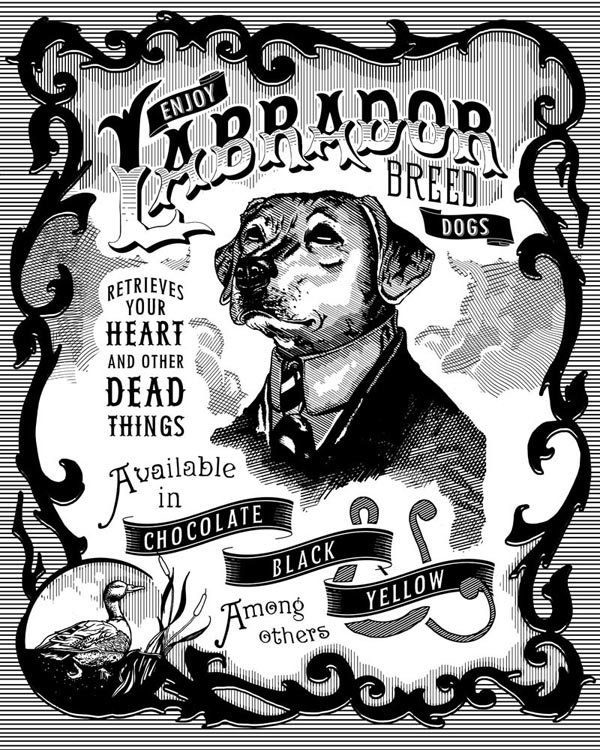 ENJOY
LABRADOR
BREED
DOGS
RETRIEVES
YOUR
HEART
AND OTHER
DEAD
THINGS
Available
in
CHOCOLATE
BLACK
&
YELLOW
Among
others